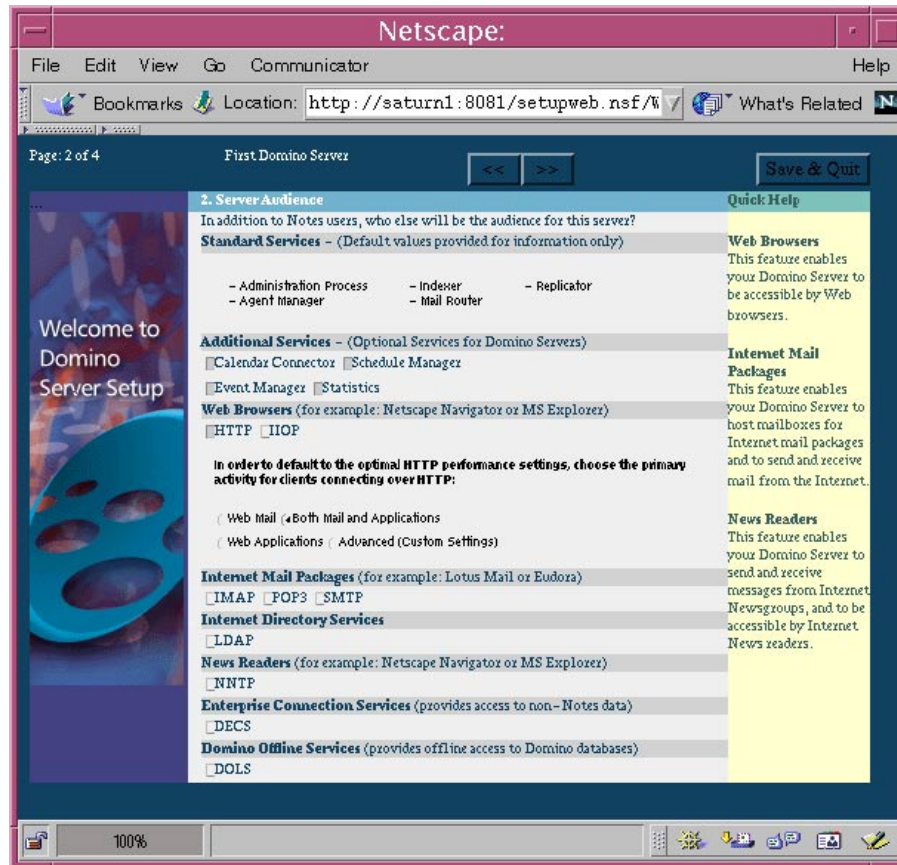 Netscape:
File Edit View Go Communicator Help
Bookmarks Location: http://saturn1:8081/setupweb.nsf/W What's Related N
Page: 2 of 4 First Domino Server << >> Save & Quit
...
Welcome to
Domino
Server Setup
2. Server Audience
In addition to Notes users, who else will be the audience for this server?
Standard Services – (Default values provided for information only)
– Administration Process – Indexer – Replicator
– Agent Manager – Mail Router
Additional Services – (Optional Services for Domino Servers)
Calendar Connector Schedule Manager
Event Manager Statistics
Web Browsers (for example: Netscape Navigator or MS Explorer)
HTTP IIOP
In order to default to the optimal HTTP performance settings, choose the primary
activity for clients connecting over HTTP:
Web Mail Both Mail and Applications
Web Applications Advanced (Custom Settings)
Internet Mail Packages (for example: Lotus Mail or Eudora)
IMAP POP3 SMTP
Internet Directory Services
LDAP
News Readers (for example: Netscape Navigator or MS Explorer)
NNTP
Enterprise Connection Services (provides access to non–Notes data)
DECS
Domino Offline Services (provides offline access to Domino databases)
DOLS
Quick Help
Web Browsers
This feature enables
your Domino Server to
be accessible by Web
browsers.
Internet Mail
Packages
This feature enables
your Domino Server to
host mailboxes for
Internet mail packages
and to send and receive
mail from the Internet.
News Readers
This feature enables
your Domino Server to
send and receive
messages from Internet
Newsgroups, and to be
accessible by Internet
News readers.
100%